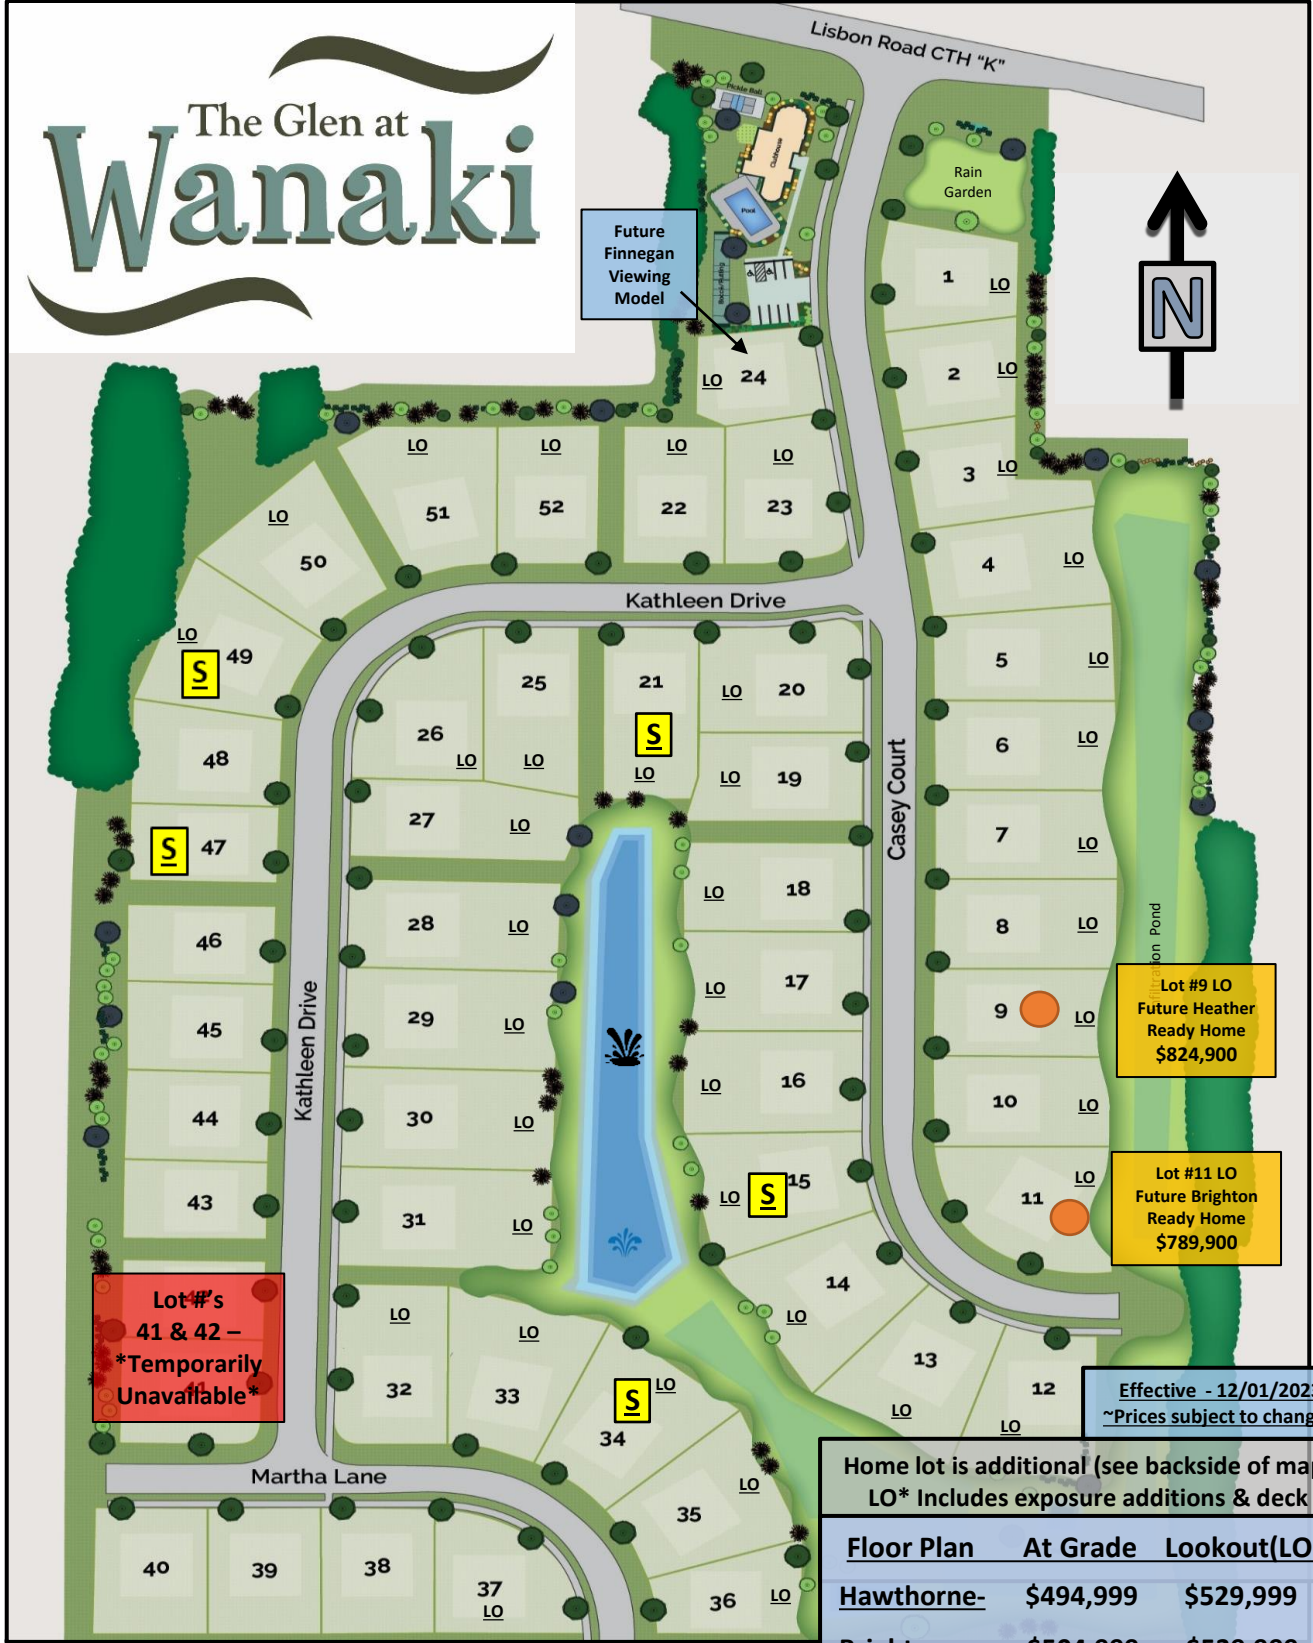 The Glen at
Wanaki
Lisbon Road CTH "K"
Pickle Ball
Clubhouse
Pool
Rain
Garden
N
Future
Finnegan
Viewing
Model
1 LO
2 LO
LO 24
3 LO
LO
LO
LO
LO
51
52
22
23
LO
50
4 LO
Kathleen Drive
LO
S 49
25
21
S
LO
LO 20
5 LO
26
LO
LO
6 LO
48
LO 19
Casey Court
27 LO
S 47
7 LO
LO 18
28 LO
8 LO
46
Pond
LO 17
29 LO
9 LO
Lot #9 LO
Future Heather
Ready Home
$824,900
45
Kathleen Drive
LO 16
30 LO
10 LO
44
LO S 15
11 LO
Lot #11 LO
Future Brighton
Ready Home
$789,900
43
31 LO
14
LO
Lot #'s
41 & 42 –
*Temporarily
Unavailable*
42
41
LO
32
LO
33
S LO
34
13
LO
12
LO
Effective - 12/01/202
~Prices subject to chang
Martha Lane
LO
35
Home lot is additional (see backside of ma
LO* Includes exposure additions & deck
40
39
38
37
LO
36 LO
Floor Plan At Grade Lookout(LO
Hawthorne- $494,999 $529,999